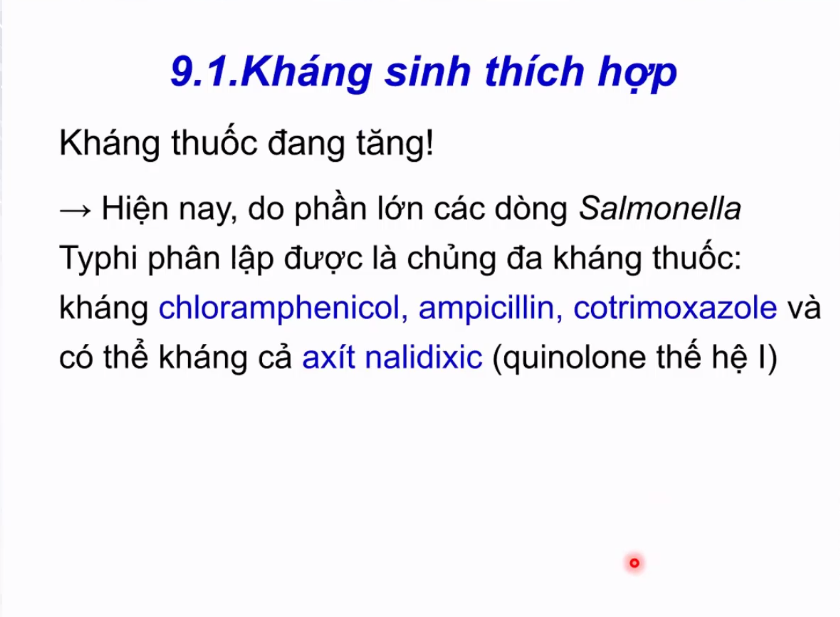 9.1.Kháng sinh thích hợp
Kháng thuốc đang tăng!
→ Hiện nay, do phần lớn các dòng Salmonella
Typhi phân lập được là chủng đa kháng thuốc:
kháng chloramphenicol, ampicillin, cotrimoxazole và
có thể kháng cả axít nalidixic (quinolone thế hệ I)